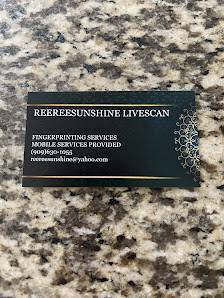 REEREESUNSHINE LIVESCAN
FINGERPRINTING SERVICES
MOBILE SERVICES PROVIDED
(909)630-1055
reereesunshine@yahoo.com